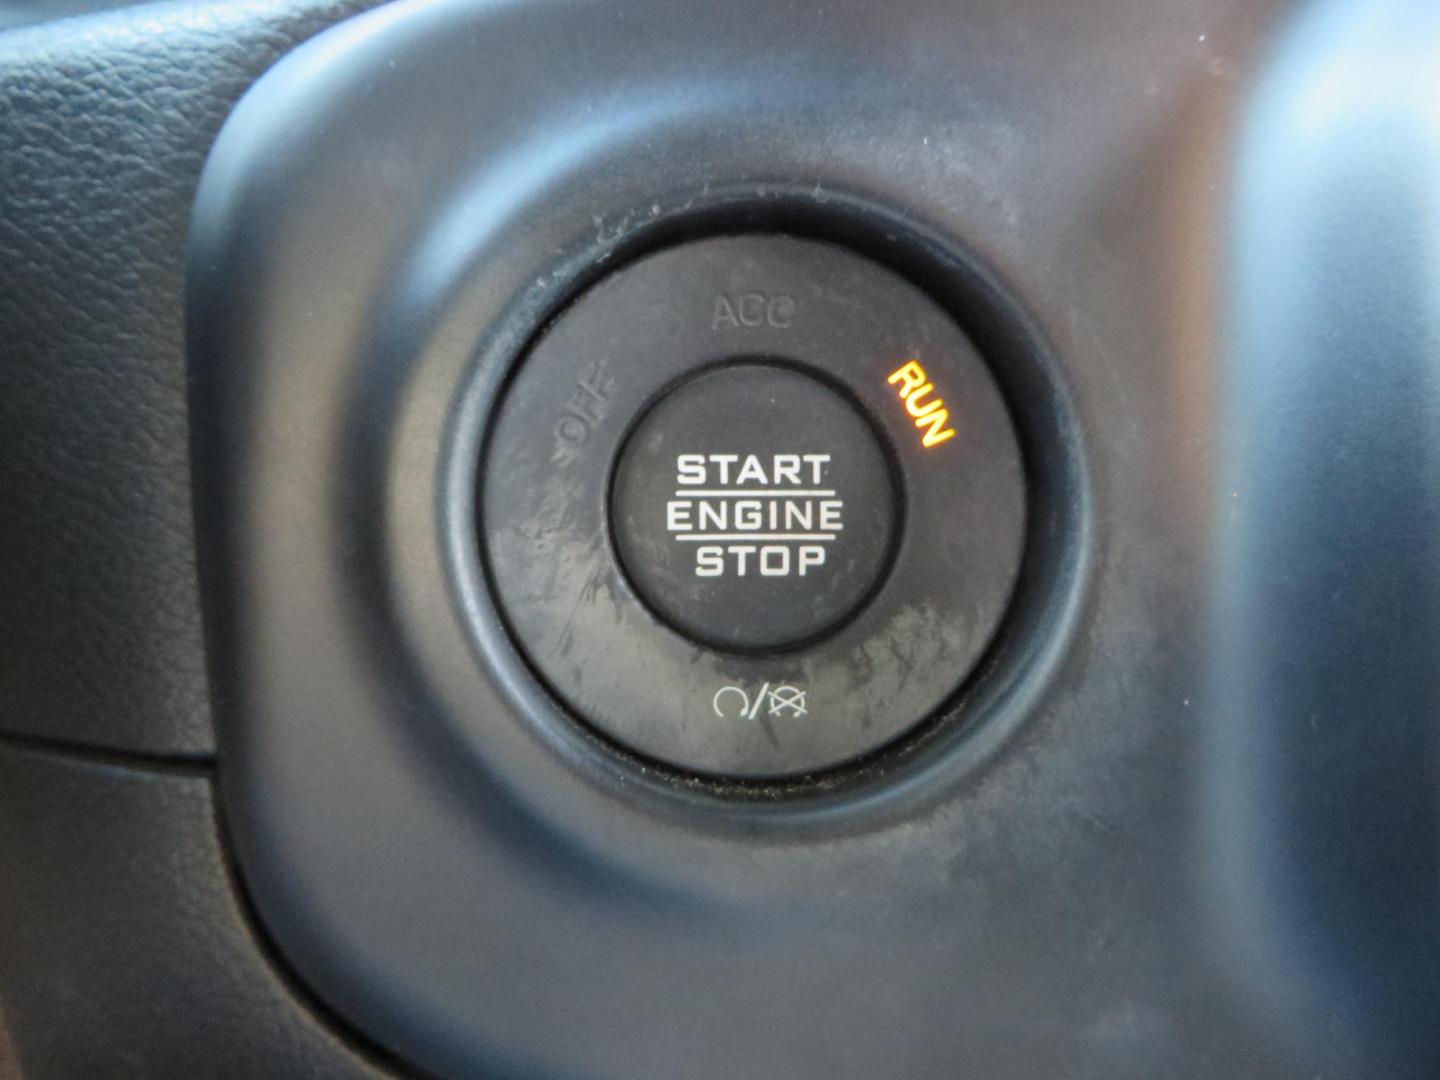 ACC
OFF
RUN
START
ENGINE
STOP